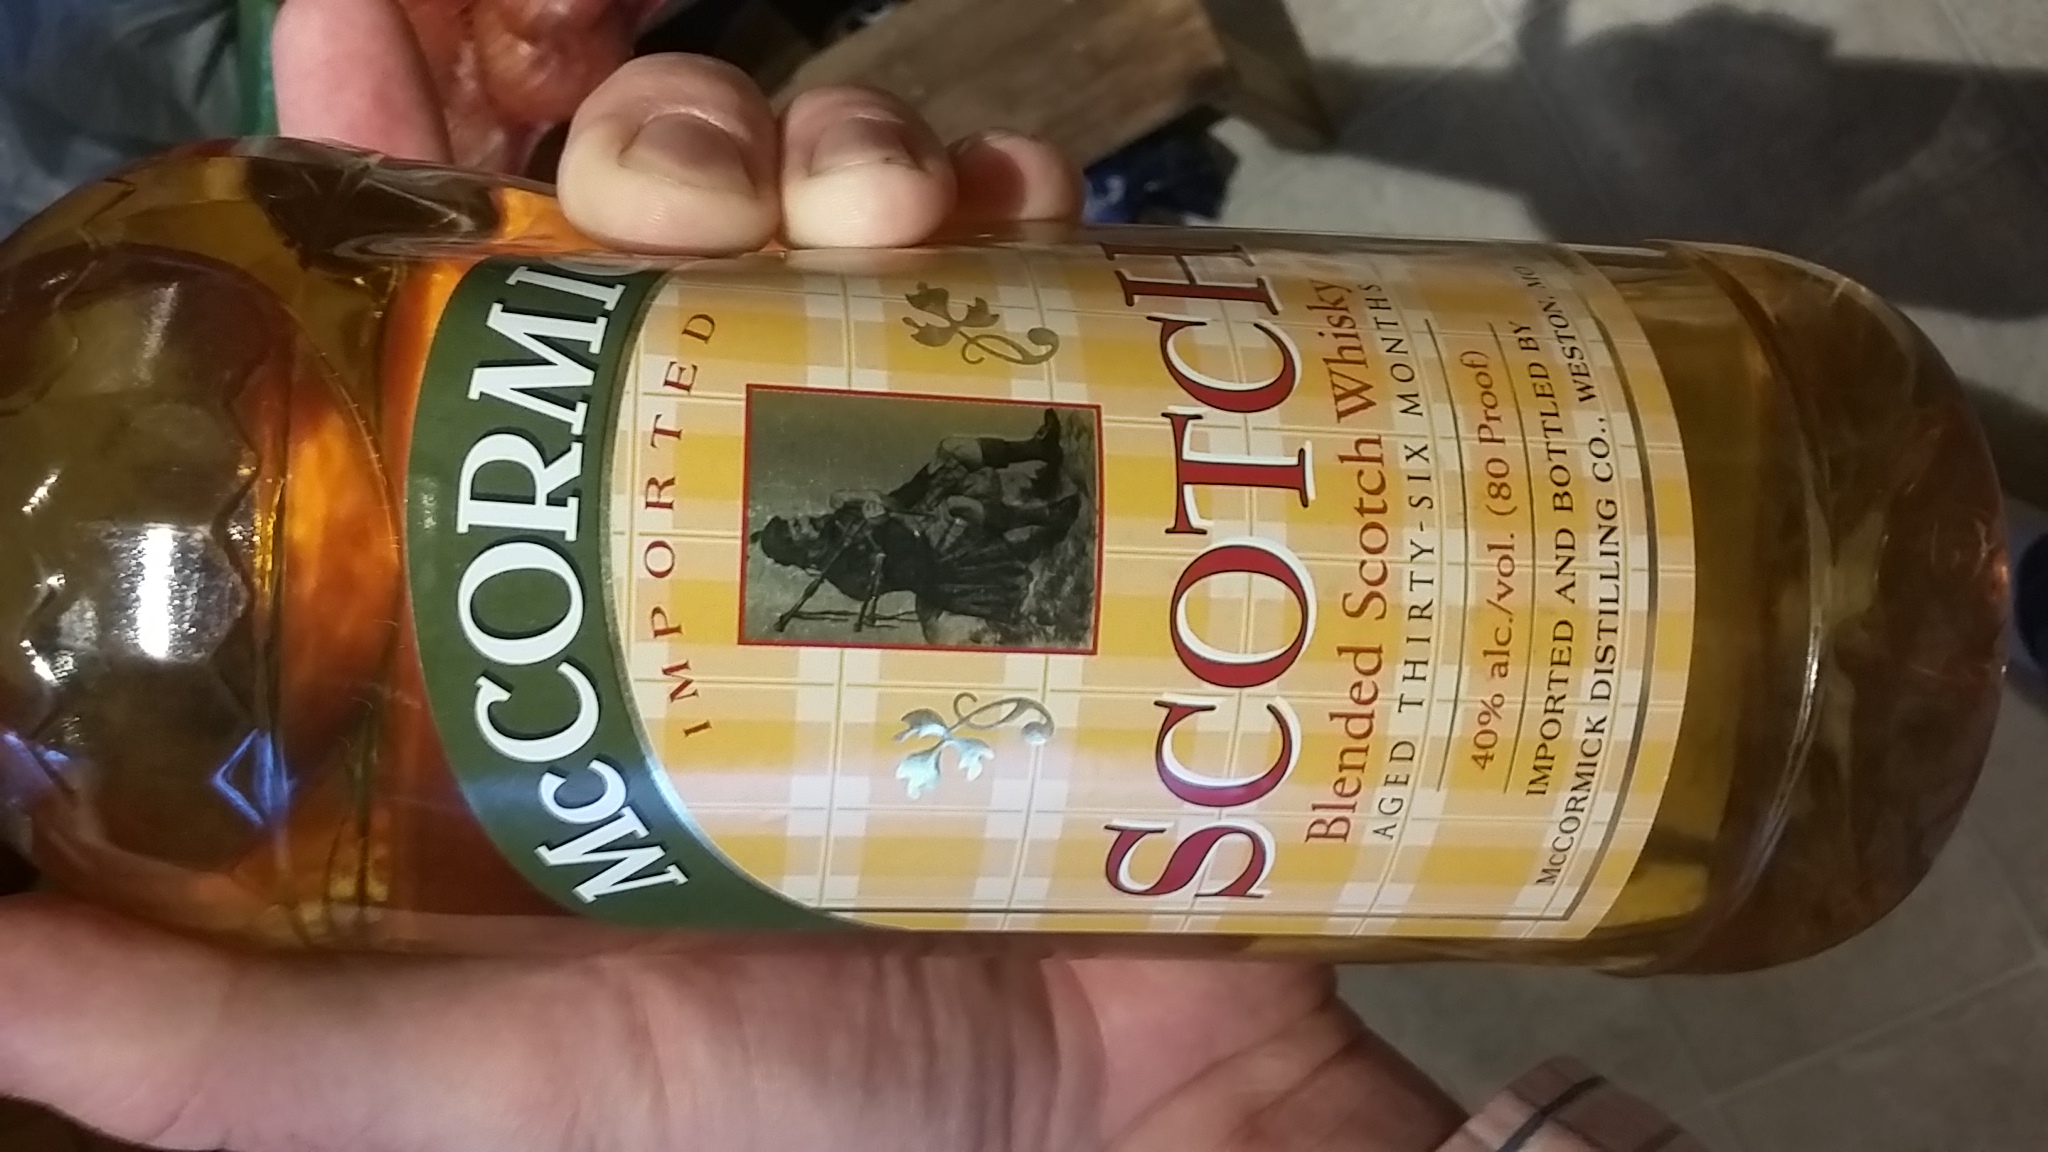 McCORMIC
IMPORTED
SCOTCH
Blended Scotch Whisky
AGED THIRTY-SIX MONTHS
40% alc./vol. (80 Proof)
IMPORTED AND BOTTLED BY
McCORMICK DISTILLING CO., WESTON, MO